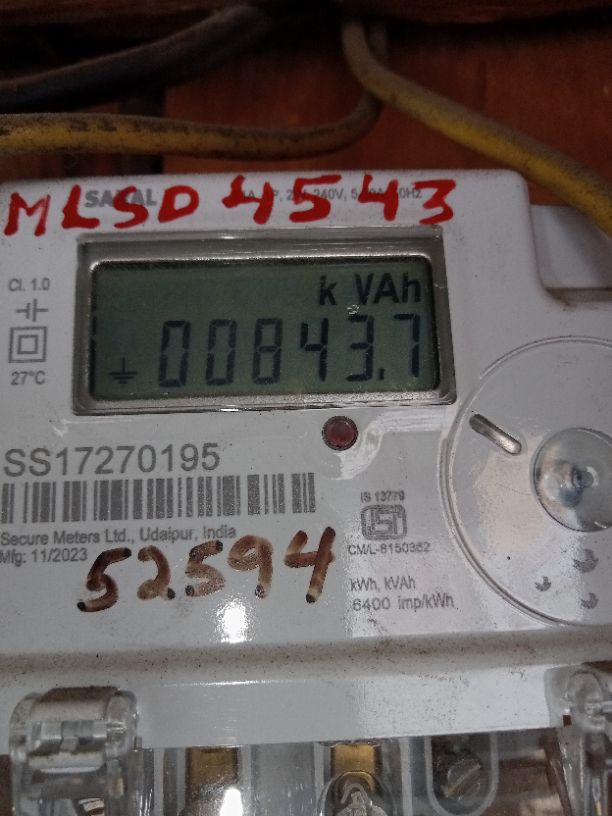 MLSD 4543
Cl. 1.0
27°C
k VAh
00843.7
SS17270195
Secure Meters Ltd., Udaipur, India
Mfg: 11/2023
52594
IS 13779
CM/L-8150362
kWh, kVAh
6400 imp/kWh